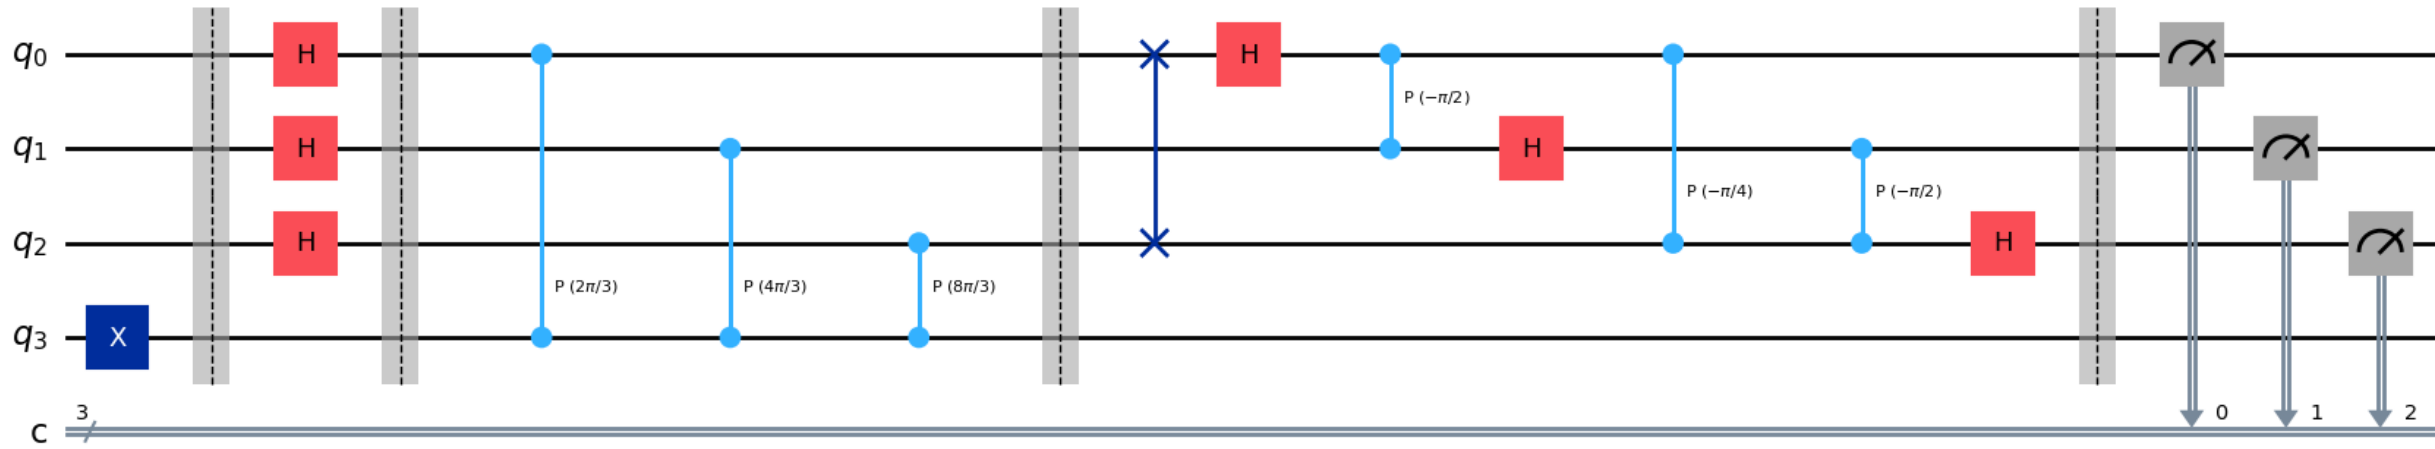 q0 H H
P (−π/2)
q1 H H
P (−π/4) P (−π/2)
q2 H H
P (2π/3) P (4π/3) P (8π/3)
q3 X
3 0 1 2
c